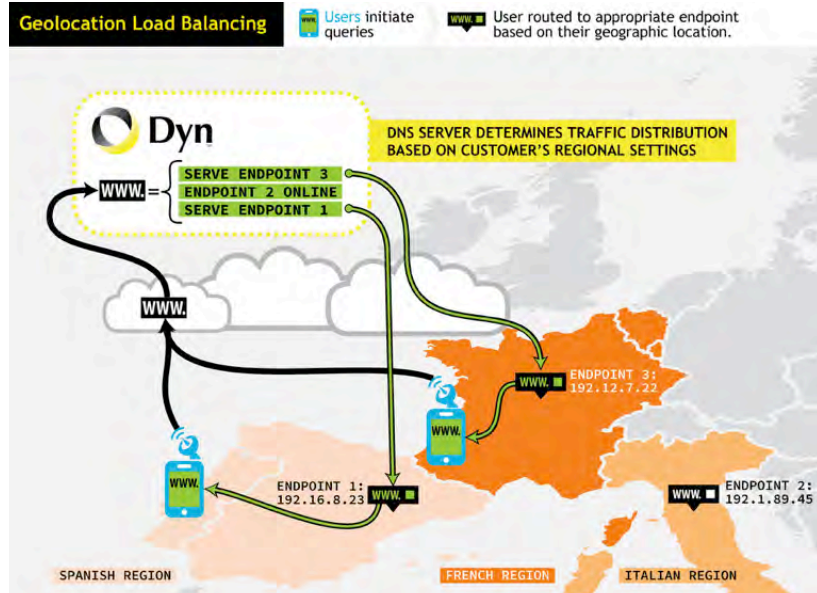 Geolocation Load Balancing
www.
Users initiate
queries
www.
User routed to appropriate endpoint
based on their geographic location.
Dyn
DNS SERVER DETERMINES TRAFFIC DISTRIBUTION
BASED ON CUSTOMER'S REGIONAL SETTINGS
SERVE ENDPOINT 3
www. =
ENDPOINT 2 ONLINE
SERVE ENDPOINT 1
www.
www.
ENDPOINT 3:
192.12.7.22
www.
www.
ENDPOINT 1:
192.16.8.23
www.
www.
ENDPOINT 2:
192.1.89.45
SPANISH REGION
FRENCH REGION
ITALIAN REGION